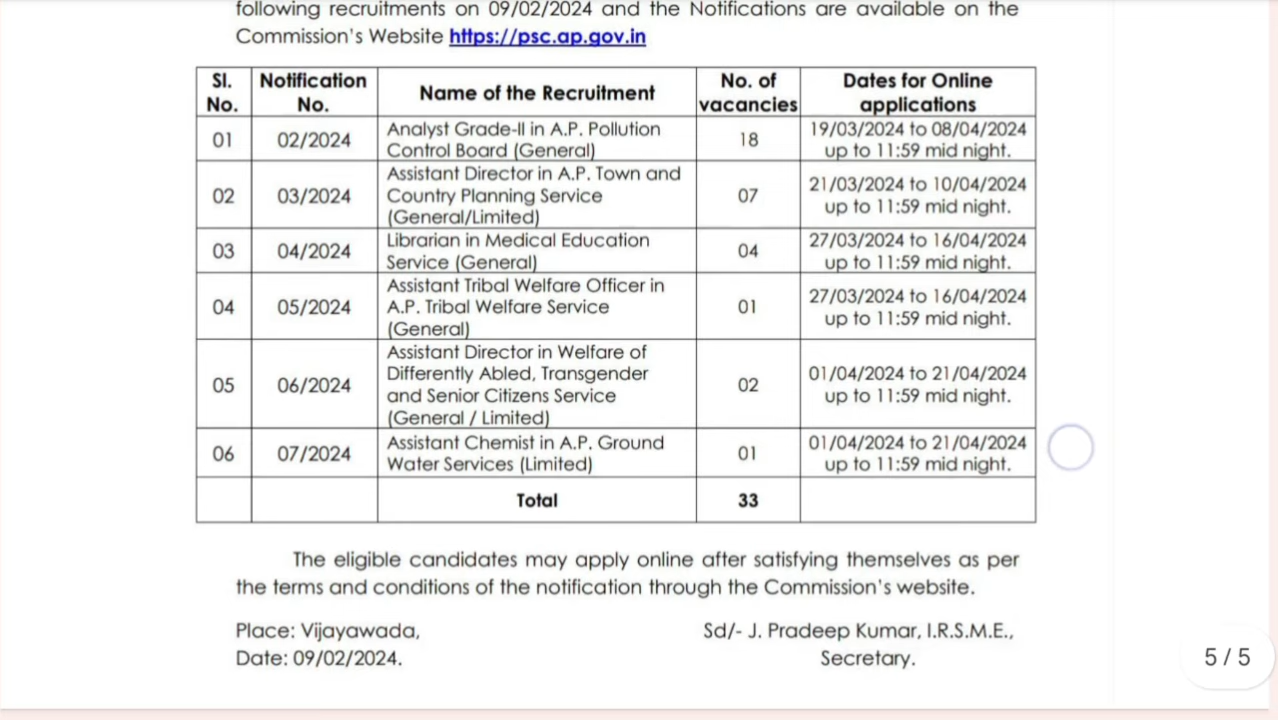 following recruitments on 09/02/2024 and the Notifications are available on the
Commission's Website https://psc.ap.gov.in
Sl. No. Notification No. Name of the Recruitment No. of vacancies Dates for Online applications
01 02/2024 Analyst Grade-II in A.P. Pollution Control Board (General) 18 19/03/2024 to 08/04/2024 up to 11:59 mid night.
02 03/2024 Assistant Director in A.P. Town and Country Planning Service (General/Limited) 07 21/03/2024 to 10/04/2024 up to 11:59 mid night.
03 04/2024 Librarian in Medical Education Service (General) 04 27/03/2024 to 16/04/2024 up to 11:59 mid night.
04 05/2024 Assistant Tribal Welfare Officer in A.P. Tribal Welfare Service (General) 01 27/03/2024 to 16/04/2024 up to 11:59 mid night.
05 06/2024 Assistant Director in Welfare of Differently Abled, Transgender and Senior Citizens Service (General / Limited) 02 01/04/2024 to 21/04/2024 up to 11:59 mid night.
06 07/2024 Assistant Chemist in A.P. Ground Water Services (Limited) 01 01/04/2024 to 21/04/2024 up to 11:59 mid night.
Total 33
The eligible candidates may apply online after satisfying themselves as per
the terms and conditions of the notification through the Commission's website.
Place: Vijayawada, Sd/- J. Pradeep Kumar, I.R.S.M.E.,
Date: 09/02/2024. Secretary.
5 / 5